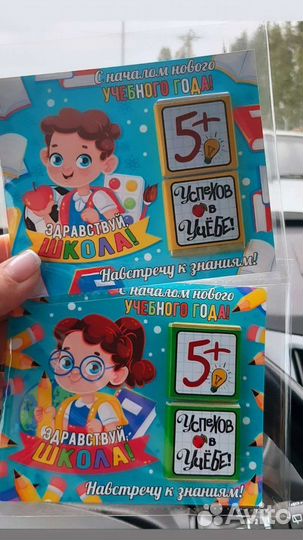 С началом нового
УЧЕБНОГО ГОДА!
5+
УСПЕХОВ
в
УЧЁБЕ!
ЗДРАВСТВУЙ,
ШКОЛА!
Навстречу к знаниям!
С началом нового
УЧЕБНОГО ГОДА!
5+
УСПЕХОВ
в
УЧЁБЕ!
ЗДРАВСТВУЙ,
ШКОЛА!
Навстречу к знаниям!
Avito